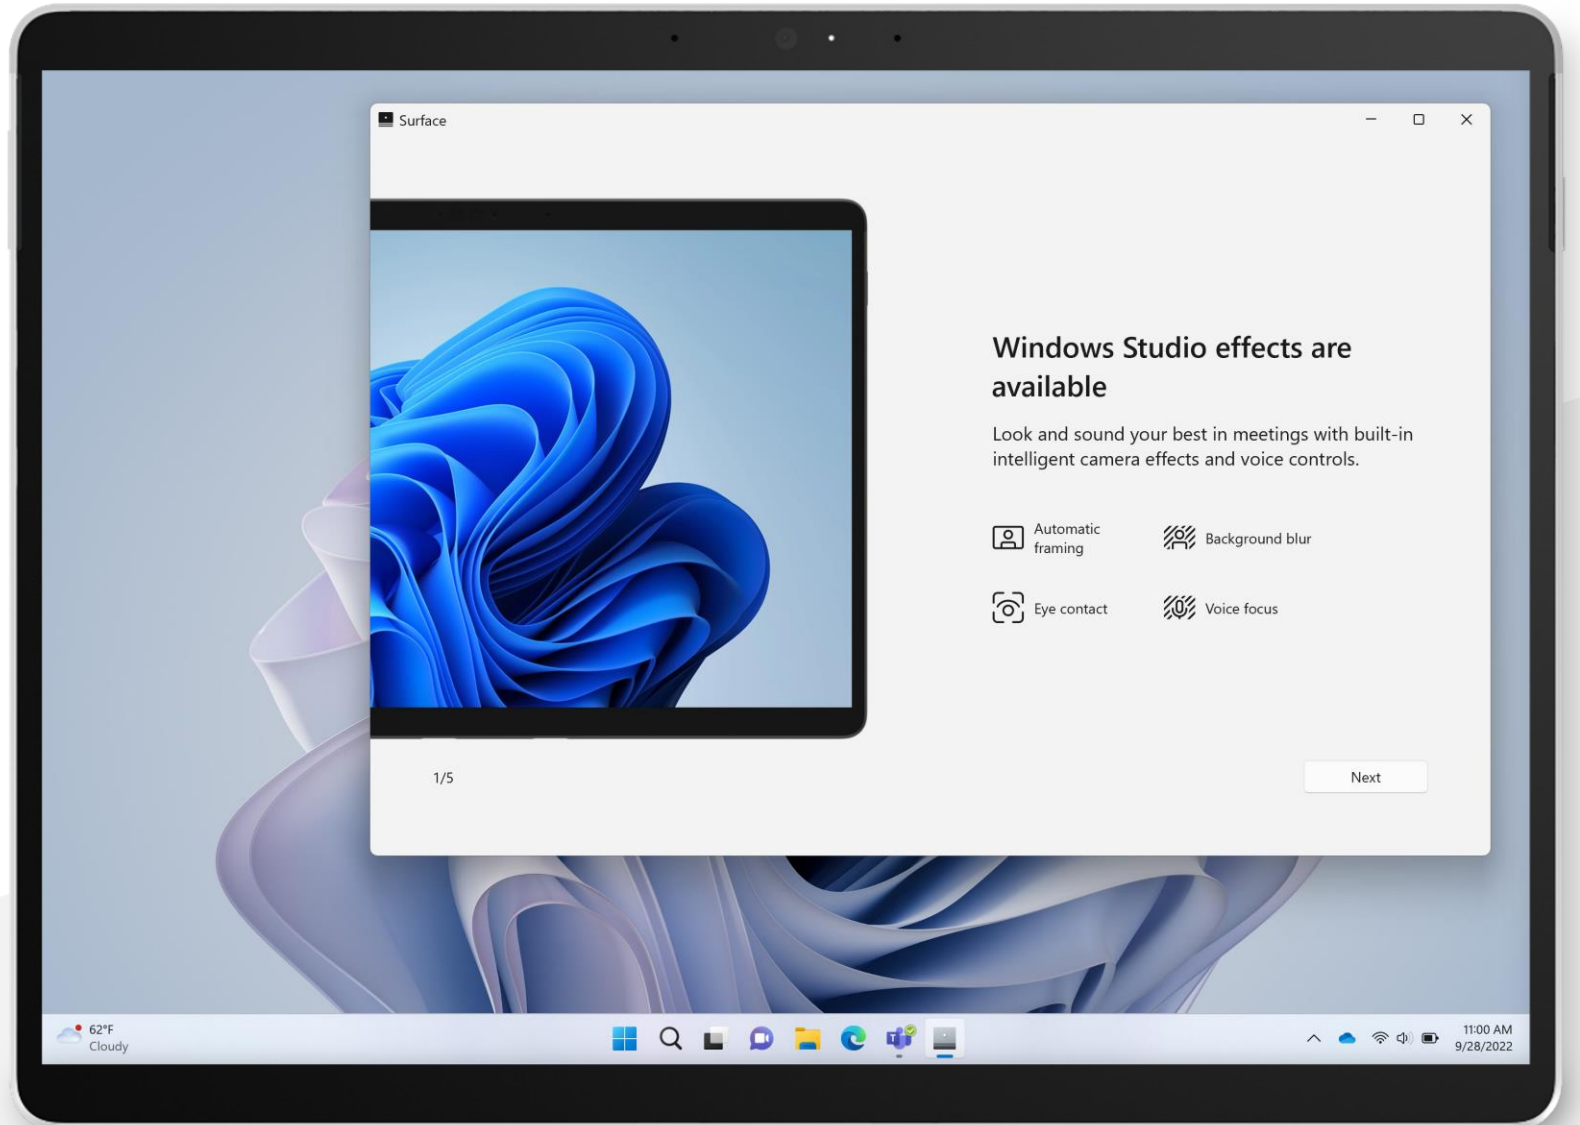 Surface
Windows Studio effects are
available
Look and sound your best in meetings with built-in
intelligent camera effects and voice controls.
Automatic
framing
Background blur
Eye contact
Voice focus
1/5
Next
62°F
Cloudy
11:00 AM
9/28/2022